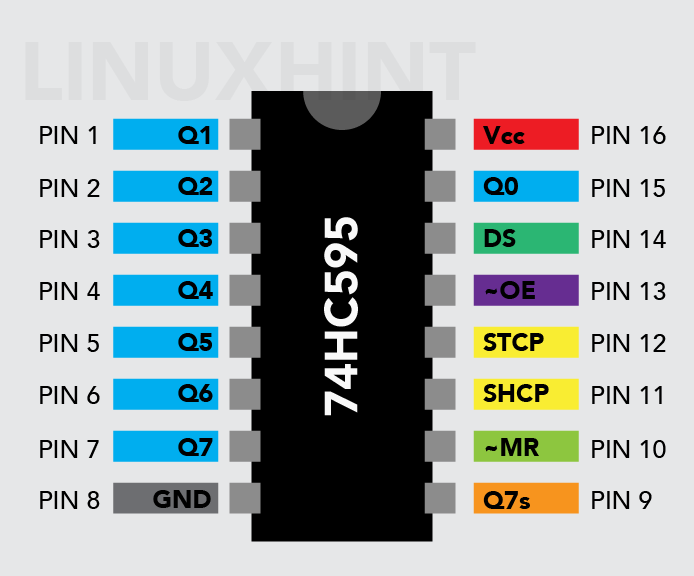 LINUXHINT
PIN 1 Q1 Vcc PIN 16
PIN 2 Q2 Q0 PIN 15
PIN 3 Q3 DS PIN 14
PIN 4 Q4 ~OE PIN 13
PIN 5 Q5 STCP PIN 12
PIN 6 Q6 SHCP PIN 11
PIN 7 Q7 ~MR PIN 10
PIN 8 GND Q7s PIN 9
74HC595